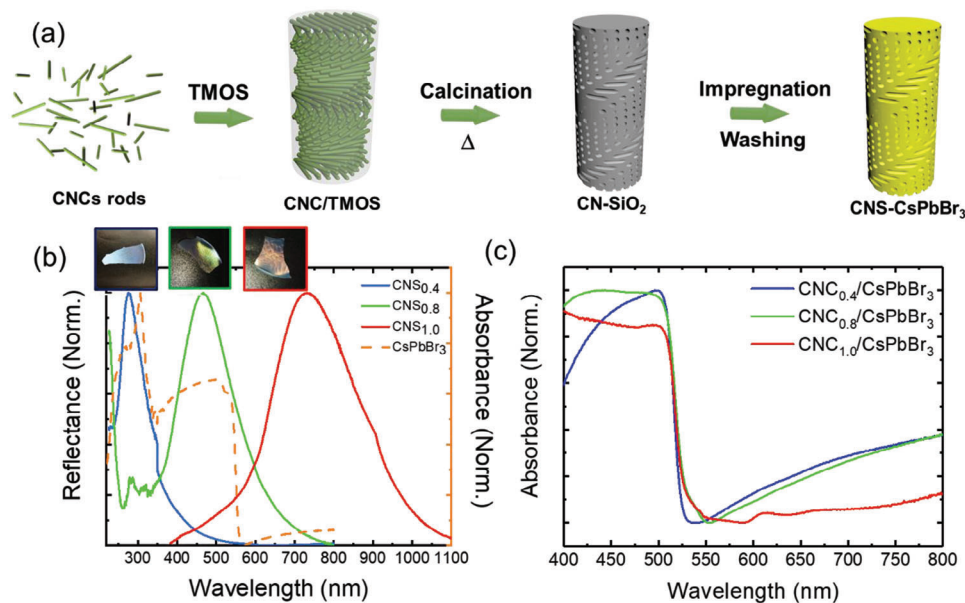 (a)
TMOS
Calcination
Δ
Impregnation
Washing
CNCs rods
CNC/TMOS
CN-SiO₂
CNS-CsPbBr₃
(b)
CNS₀.₄
CNS₀.₈
CNS₁.₀
CsPbBr₃
Reflectance (Norm.)
Absorbance (Norm.)
300 400 500 600 700 800 900 1000 1100
Wavelength (nm)
(c)
CNC₀.₄/CsPbBr₃
CNC₀.₈/CsPbBr₃
CNC₁.₀/CsPbBr₃
Absorbance (Norm.)
400 450 500 550 600 650 700 750 800
Wavelength (nm)